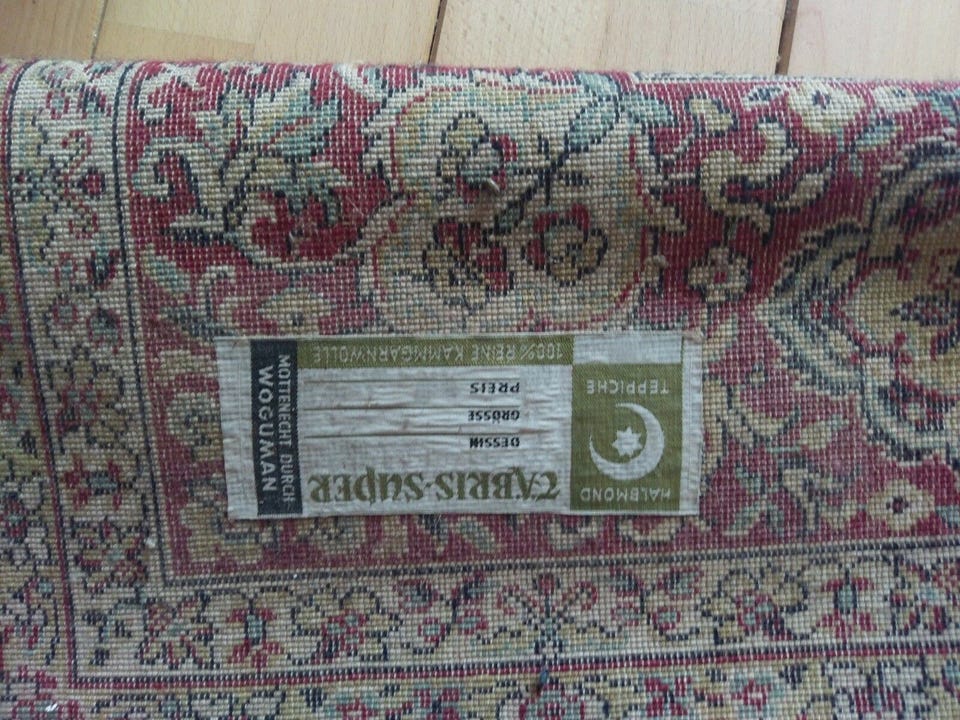 HALBMOND
TEPPICHE
TÄBRIS-SUPER
DESSIN
GRÖSSE
PREIS
100% REINE KAMMGARNWOLLE
MOTTENECHT DURCH
WOGUMAN